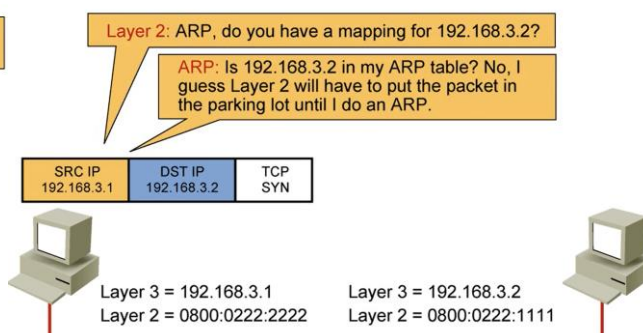 Layer 2: ARP, do you have a mapping for 192.168.3.2?
ARP: Is 192.168.3.2 in my ARP table? No, I
guess Layer 2 will have to put the packet in
the parking lot until I do an ARP.
SRC IP
192.168.3.1
DST IP
192.168.3.2
TCP
SYN
Layer 3 = 192.168.3.1
Layer 2 = 0800:0222:2222
Layer 3 = 192.168.3.2
Layer 2 = 0800:0222:1111